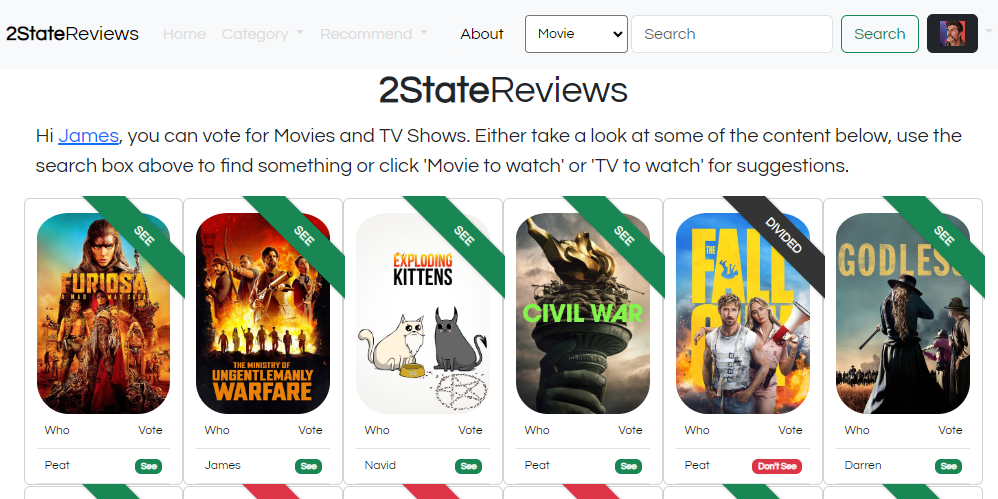 2StateReviews Home Category Recommend About Movie Search Search
2StateReviews
Hi James, you can vote for Movies and TV Shows. Either take a look at some of the content below, use the
search box above to find something or click 'Movie to watch' or 'TV to watch' for suggestions.
SEE SEE SEE SEE DIVIDED SEE
FURIOSA
A MAD MAX SAGA
THE MINISTRY OF
UNGENTLEMANLY
WARFARE
EXPLODING
KITTENS
CIVIL WAR
THE
FALL
GODLESS
Who Vote Who Vote Who Vote Who Vote Who Vote Who Vote
Peat See James See Navid See Peat See Peat Don't See Darren See